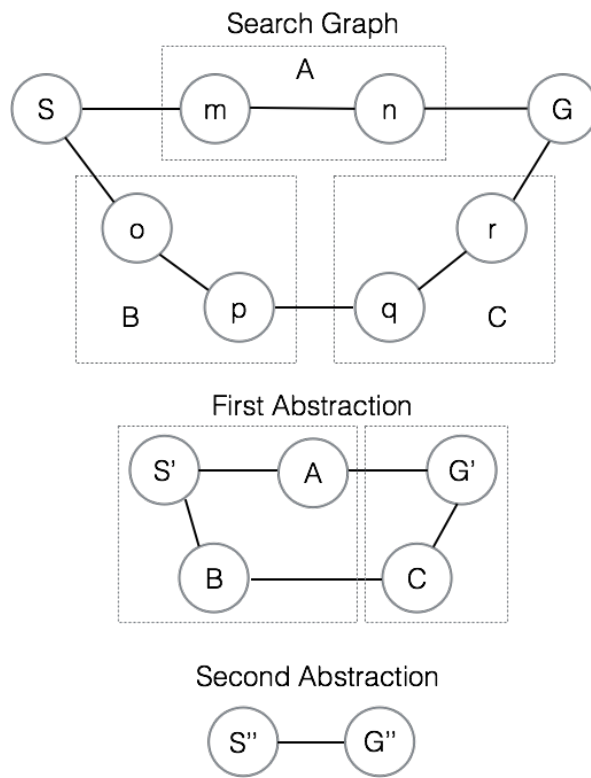 Search Graph
A
S m n G
o r
B p q C
First Abstraction
S' A G'
B C
Second Abstraction
S" G"